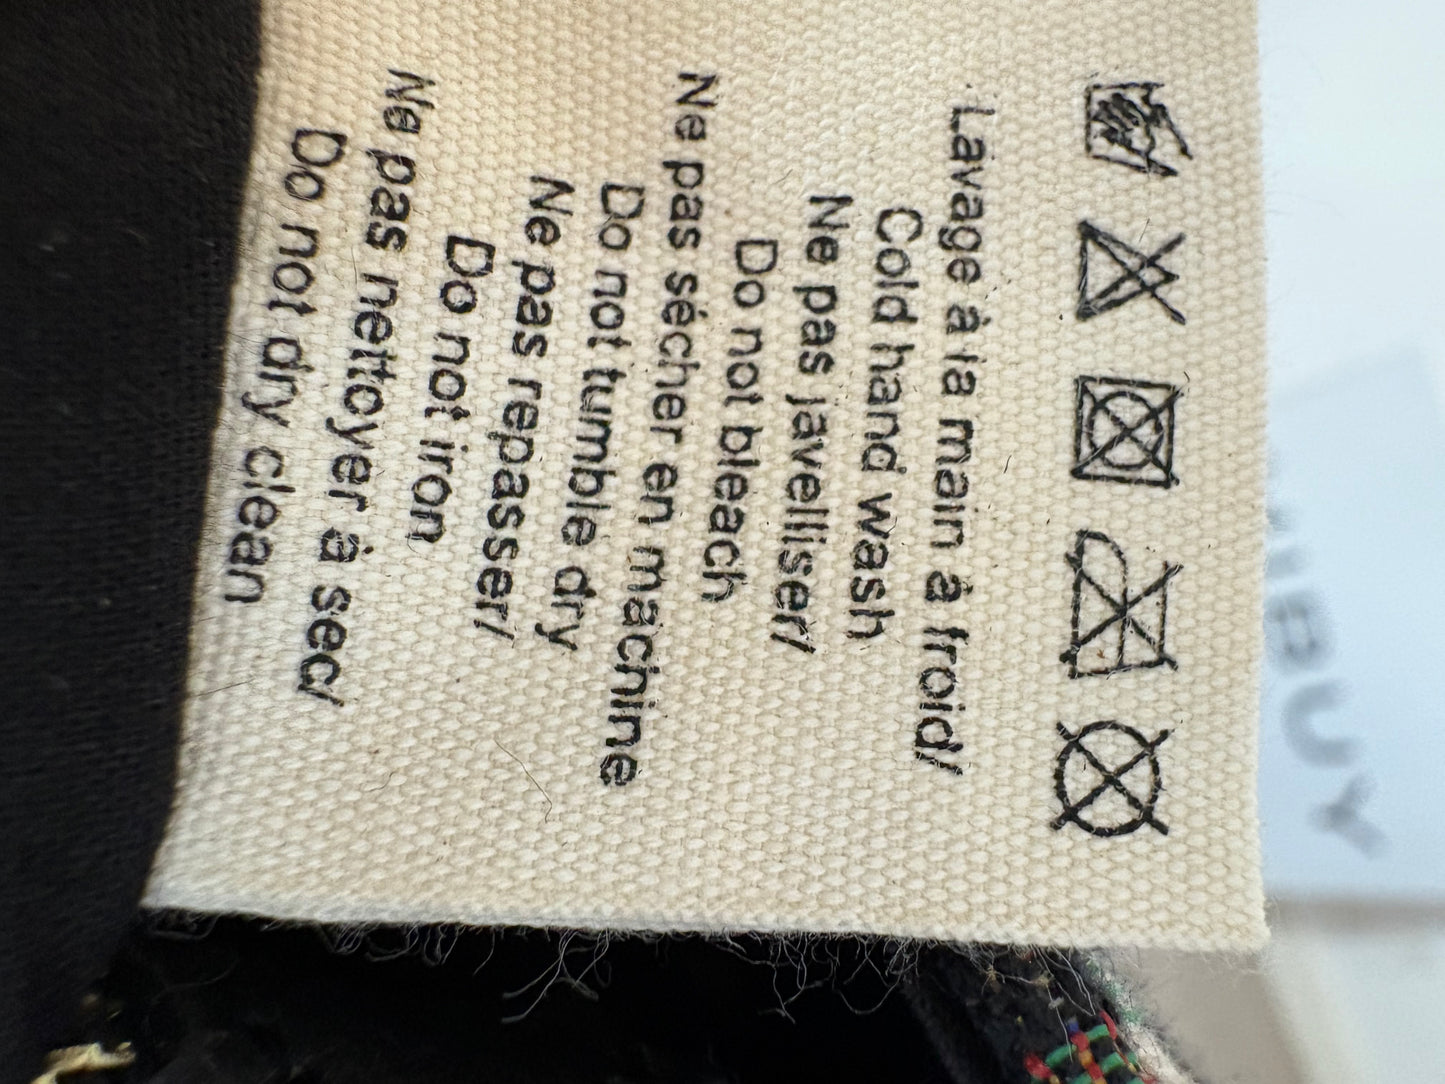 Lavage à la main à froid/
Cold hand wash
Ne pas javelliser/
Do not bleach
Ne pas sécher en machine
Do not tumble dry
Ne pas repasser/
Do not iron
Ne pas nettoyer à sec/
Do not dry clean